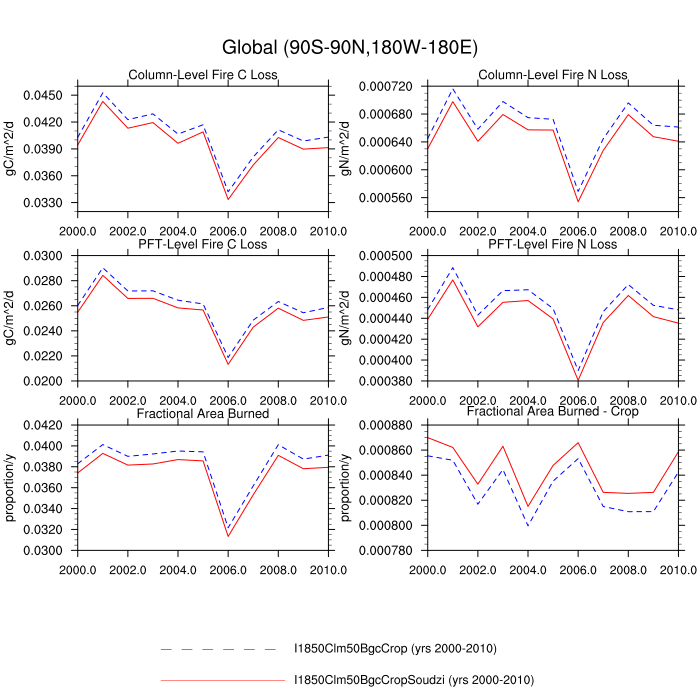 Global (90S-90N,180W-180E)
Column-Level Fire C Loss
gC/m^2/d
0.0450
0.0420
0.0390
0.0360
0.0330
2000.0 2002.0 2004.0 2006.0 2008.0 2010.0
Column-Level Fire N Loss
gN/m^2/d
0.000720
0.000680
0.000640
0.000600
0.000560
2000.0 2002.0 2004.0 2006.0 2008.0 2010.0
PFT-Level Fire C Loss
gC/m^2/d
0.0300
0.0280
0.0260
0.0240
0.0220
0.0200
2000.0 2002.0 2004.0 2006.0 2008.0 2010.0
PFT-Level Fire N Loss
gN/m^2/d
0.000500
0.000480
0.000460
0.000440
0.000420
0.000400
0.000380
2000.0 2002.0 2004.0 2006.0 2008.0 2010.0
Fractional Area Burned
proportion/y
0.0420
0.0400
0.0380
0.0360
0.0340
0.0320
0.0300
2000.0 2002.0 2004.0 2006.0 2008.0 2010.0
Fractional Area Burned - Crop
proportion/y
0.000880
0.000860
0.000840
0.000820
0.000800
0.000780
2000.0 2002.0 2004.0 2006.0 2008.0 2010.0
I1850Clm50BgcCrop (yrs 2000-2010)
I1850Clm50BgcCropSoudzi (yrs 2000-2010)